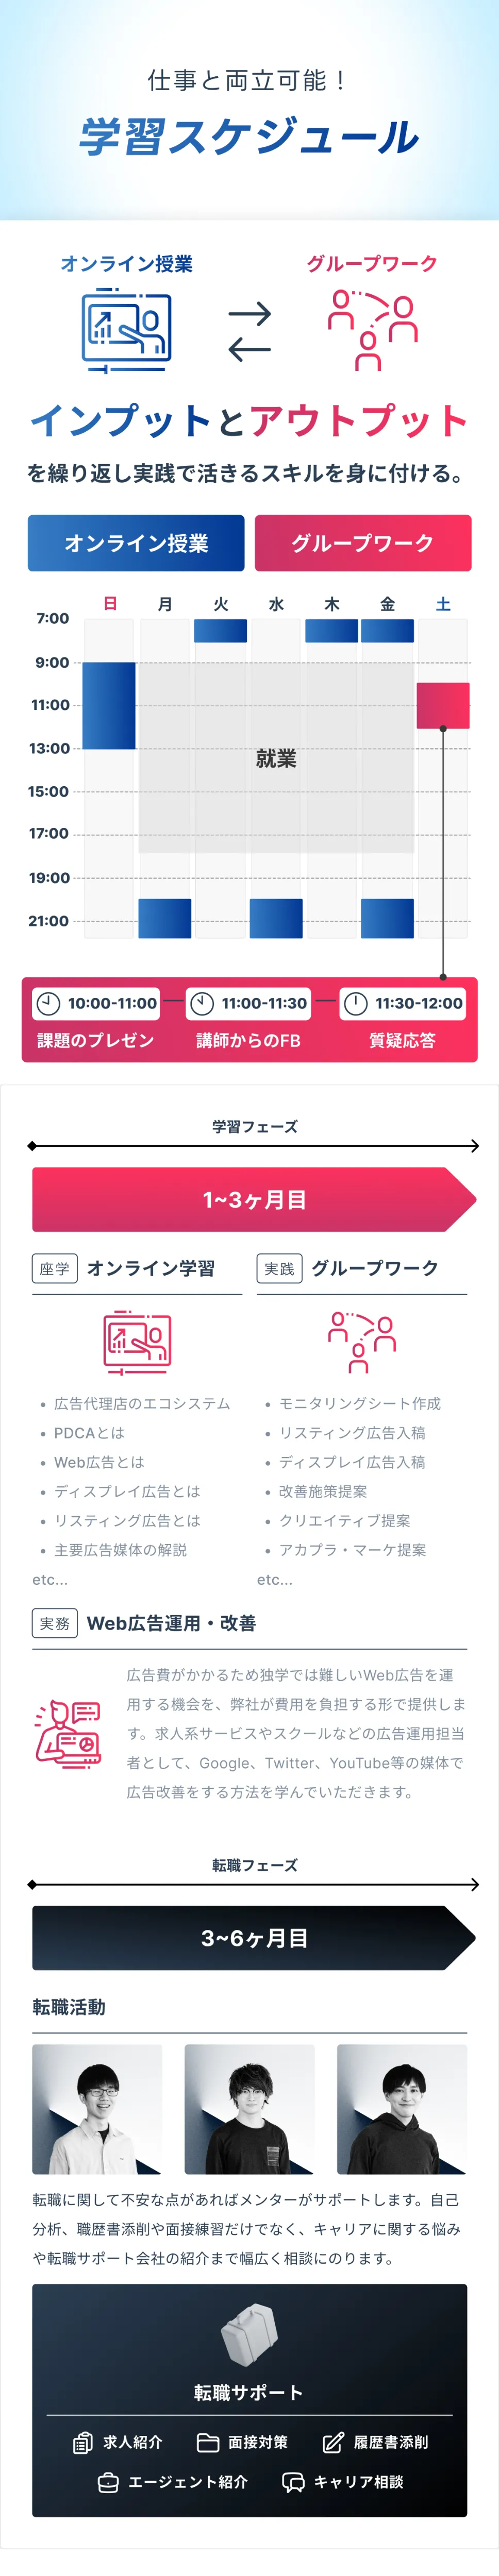 仕事と両立可能！
学習スケジュール
オンライン授業
グループワーク
インプットとアウトプット
を繰り返し実践で活きるスキルを身に付ける。
オンライン授業
グループワーク
日 月 火 水 木 金 土
7:00
9:00
11:00
13:00
就業
15:00
17:00
19:00
21:00
10:00-11:00
11:00-11:30
11:30-12:00
課題のプレゼン
講師からのFB
質疑応答
学習フェーズ
1~3ヶ月目
座学 オンライン学習
• 広告代理店のエコシステム
• PDCAとは
• Web広告とは
• ディスプレイ広告とは
• リスティング広告とは
• 主要広告媒体の解説
etc...
実践 グループワーク
• モニタリングシート作成
• リスティング広告入稿
• ディスプレイ広告入稿
• 改善施策提案
• クリエイティブ提案
• アカプラ・マーケ提案
etc...
実務 Web広告運用・改善
広告費がかかるため独学では難しいWeb広告を運
用する機会を、弊社が費用を負担する形で提供しま
す。求人系サービスやスクールなどの広告運用担当
者として、Google、Twitter、YouTube等の媒体で
広告改善をする方法を学んでいただきます。
転職フェーズ
3~6ヶ月目
転職活動
転職に関して不安な点があればメンターがサポートします。自己
分析、職歴書添削や面接練習だけでなく、キャリアに関する悩み
や転職サポート会社の紹介まで幅広く相談にのります。
転職サポート
求人紹介
面接対策
履歴書添削
エージェント紹介
キャリア相談